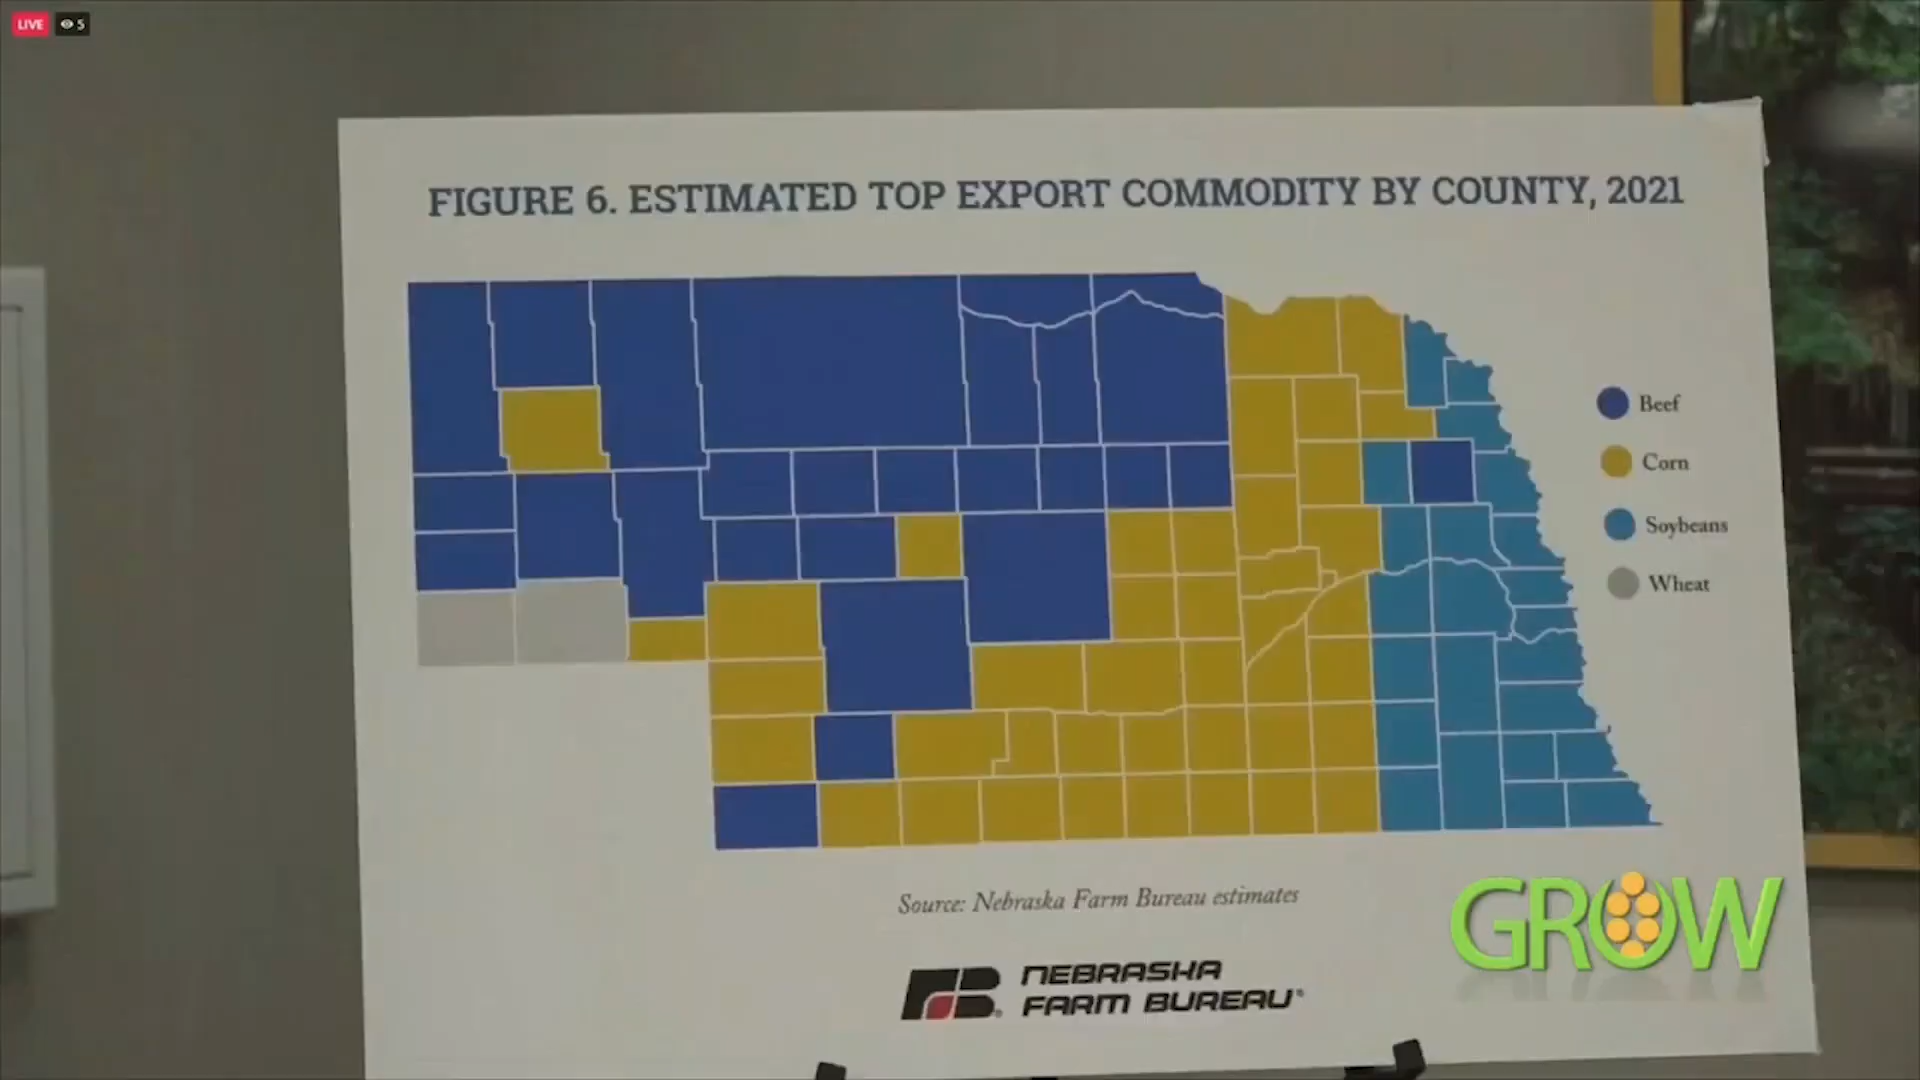 LIVE 5
FIGURE 6. ESTIMATED TOP EXPORT COMMODITY BY COUNTY, 2021
Beef
Corn
Soybeans
Wheat
Source: Nebraska Farm Bureau estimates
NEBRASKA
FARM BUREAU®
GROW